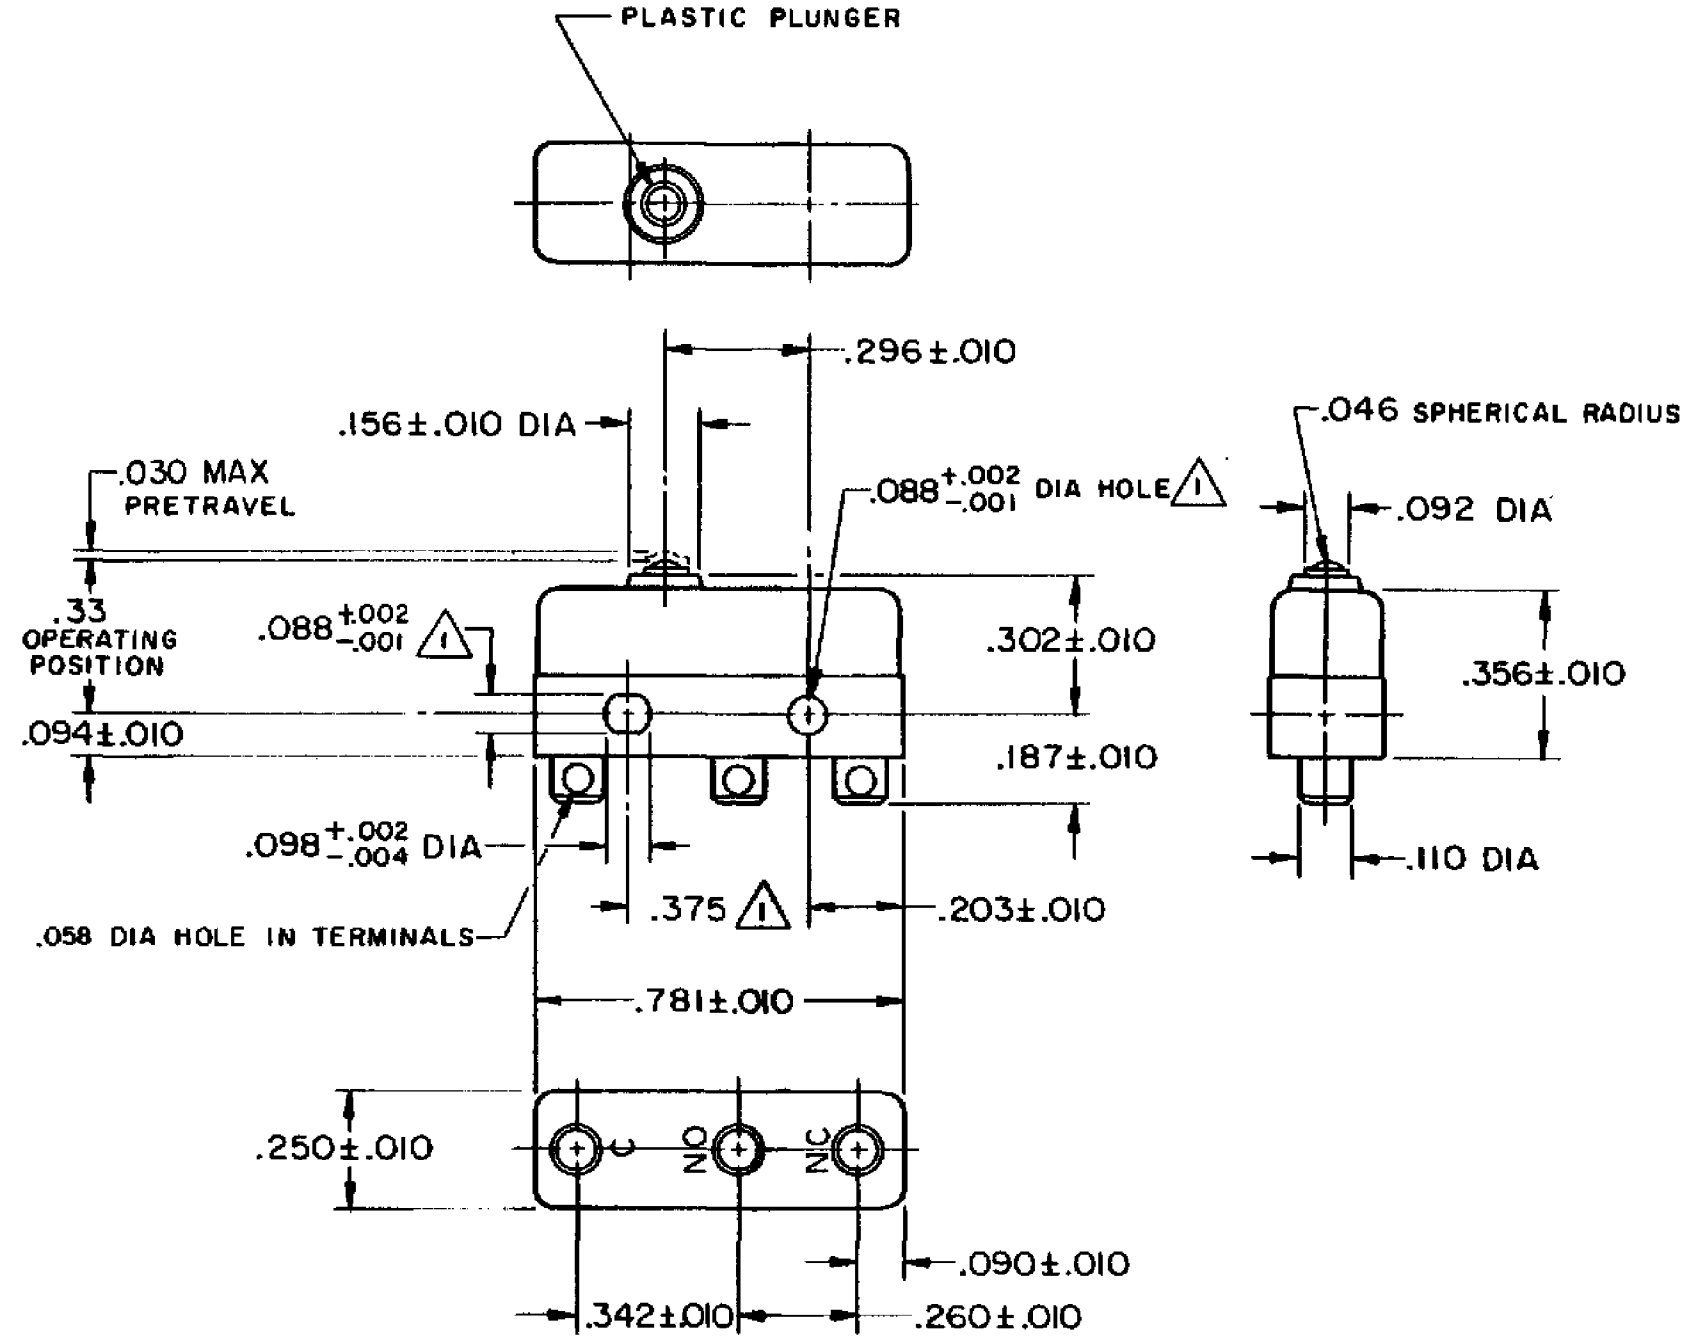 PLASTIC PLUNGER
.296±.010
.156±.010 DIA
.046 SPHERICAL RADIUS
.030 MAX
PRETRAVEL
.088 +.002 -.001 DIA HOLE 1
.092 DIA
.33
OPERATING
POSITION
.088 +.002 -.001 1
.302±.010
.356±.010
.094±.010
.187±.010
.098 +.002 -.004 DIA
.110 DIA
.375 1
.203±.010
.058 DIA HOLE IN TERMINALS
.781±.010
.250±.010
C
NO
NC
.090±.010
.342±.010
.260±.010